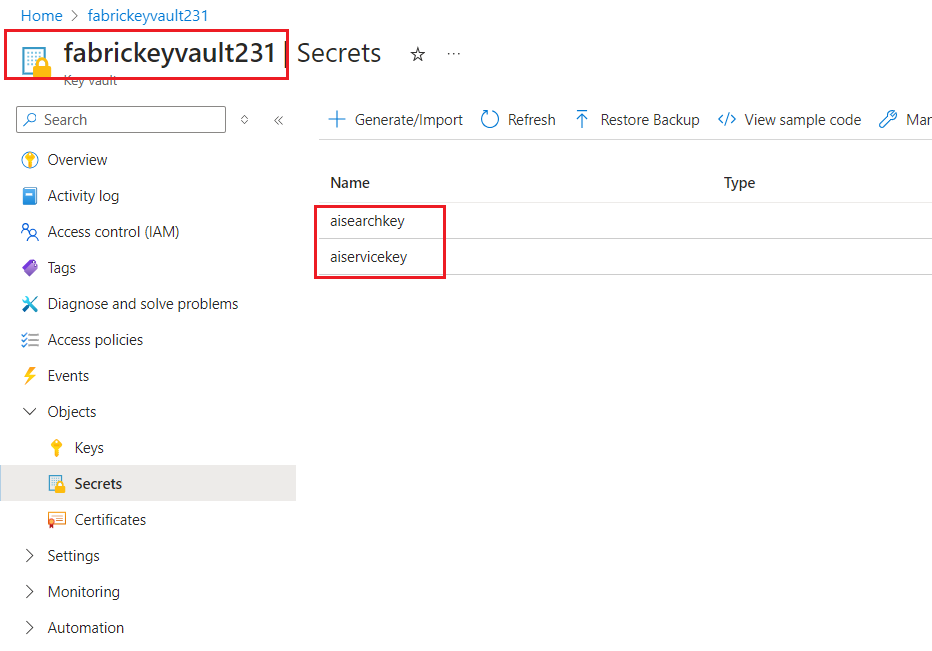 Home > fabrickeyvault231
fabrickeyvault231 | Secrets
Key vault
Search
Generate/Import Refresh Restore Backup View sample code Man
Overview
Activity log
Access control (IAM)
Tags
Diagnose and solve problems
Access policies
Events
Objects
Keys
Secrets
Certificates
Settings
Monitoring
Automation
Name Type
aisearchkey
aiservicekey